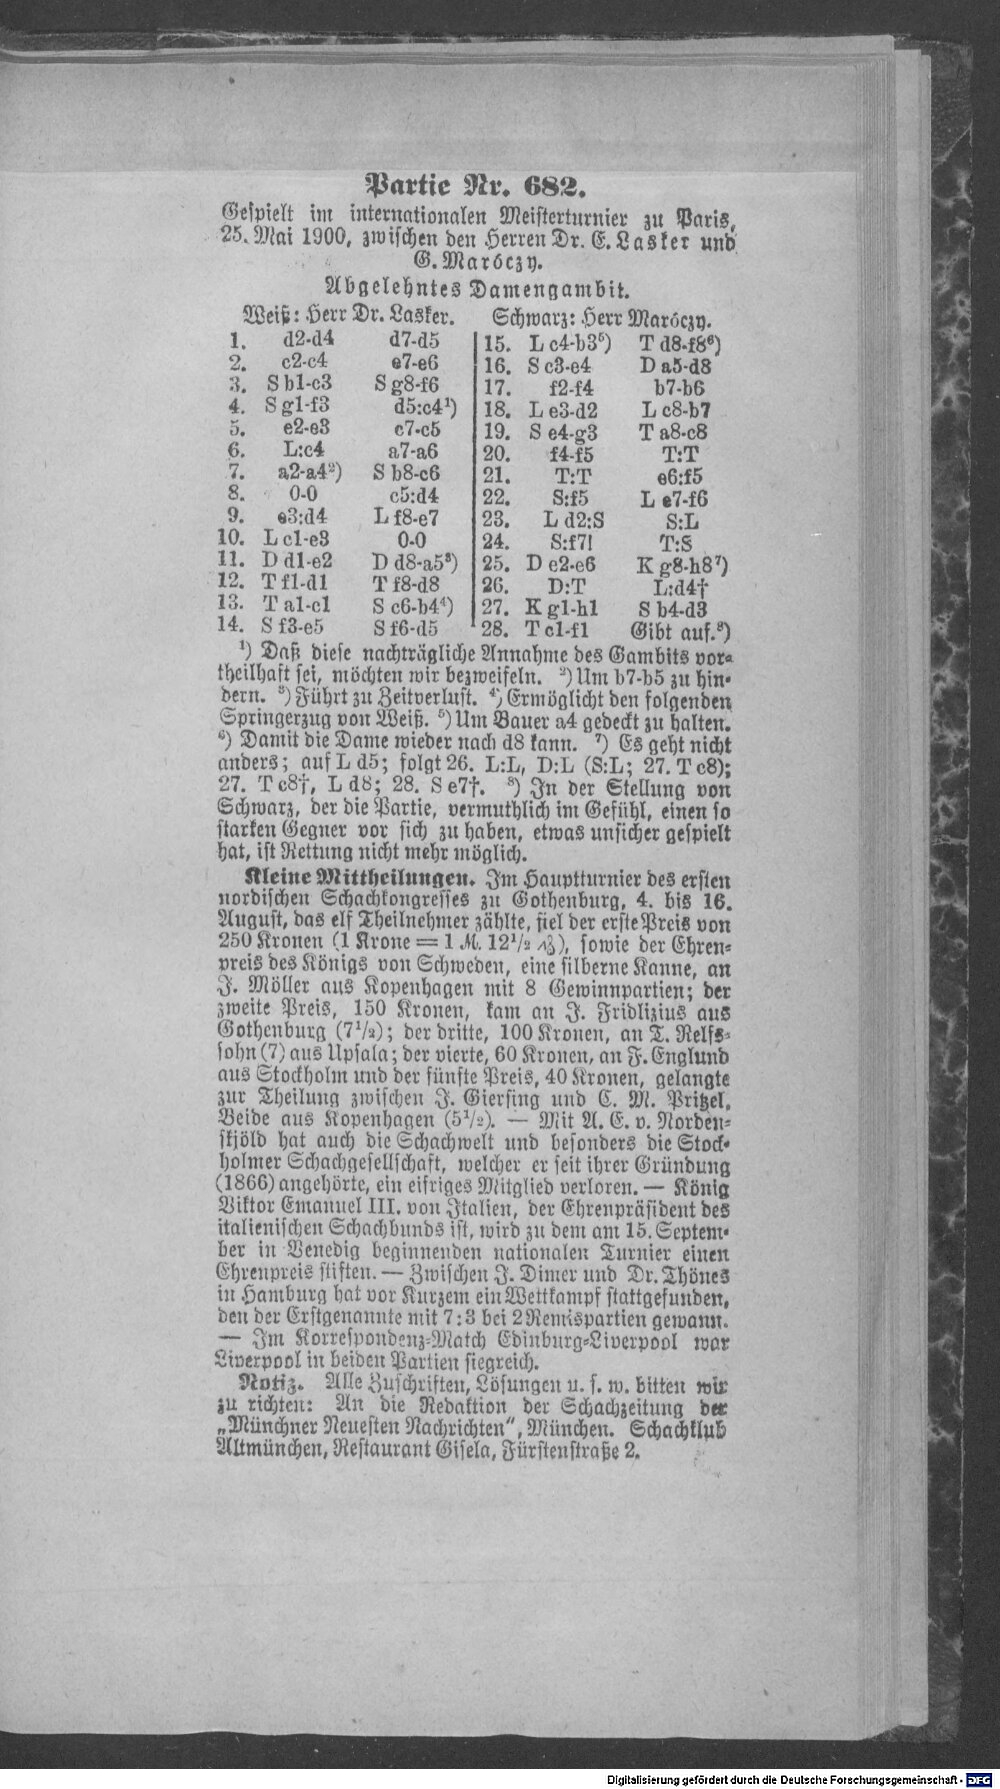 Partie Nr. 682.
Gespielt im internationalen Meisterturnier zu Paris,
25. Mai 1900, zwischen den Herren Dr. E. Lasker und
G. Maróczy.
Abgelehntes Damengambit.
Weiß: Herr Dr. Lasker. Schwarz: Herr Maróczy.
1. d2-d4 d7-d5
2. c2-c4 e7-e6
3. S b1-c3 S g8-f6
4. S g1-f3 d5:c4¹)
5. e2-e3 c7-c5
6. L:c4 a7-a6
7. a2-a4²) S b8-c6
8. 0-0 c5:d4
9. e3:d4 L f8-e7
10. L c1-e3 0-0
11. D d1-e2 D d8-a5³)
12. T f1-d1 T f8-d8
13. T a1-c1 S c6-b4⁴)
14. S f3-e5 S f6-d5
15. L c4-b3⁵) T d8-f8⁶)
16. S c3-e4 D a5-d8
17. f2-f4 b7-b6
18. L e3-d2 L c8-b7
19. S e4-g3 T a8-c8
20. f4-f5 T:T
21. T:T e6:f5
22. S:f5 L e7-f6
23. L d2:S S:L
24. S:f7! T:S
25. D e2-e6 K g8-h8⁷)
26. D:T L:d4†
27. K g1-h1 S b4-d3
28. T c1-f1 Gibt auf.⁸)
¹) Daß diese nachträgliche Annahme des Gambits vor-
theilhaft sei, möchten wir bezweifeln. ²) Um b7-b5 zu hin-
dern. ³) Führt zu Zeitverlust. ⁴) Ermöglicht den folgenden
Springerzug von Weiß. ⁵) Um Bauer a4 gedeckt zu halten.
⁶) Damit die Dame wieder nach d8 kann. ⁷) Es geht nicht
anders; auf L d5; folgt 26. L:L, D:L (S:L; 27. T c8);
27. T c8†, L d8; 28. S e7†. ⁸) In der Stellung von
Schwarz, der die Partie, vermuthlich im Gefühl, einen so
starken Gegner vor sich zu haben, etwas unsicher gespielt
hat, ist Rettung nicht mehr möglich.
Kleine Mittheilungen. Im Hauptturnier des ersten
nordischen Schachkongresses zu Gothenburg, 4. bis 16.
August, das elf Theilnehmer zählte, fiel der erste Preis von
250 Kronen (1 Krone = 1 M. 12½ ₰), sowie der Ehren-
preis des Königs von Schweden, eine silberne Kanne, an
J. Möller aus Kopenhagen mit 8 Gewinnpartien; der
zweite Preis, 150 Kronen, kam an J. Fridlizius aus
Gothenburg (7½); der dritte, 100 Kronen, an T. Relfs-
sohn (7) aus Upsala; der vierte, 60 Kronen, an F. Englund
aus Stockholm und der fünfte Preis, 40 Kronen, gelangte
zur Theilung zwischen J. Giersing und C. M. Pritzel,
Beide aus Kopenhagen (5½). — Mit A. E. v. Norden-
skjöld hat auch die Schachwelt und besonders die Stock-
holmer Schachgesellschaft, welcher er seit ihrer Gründung
(1866) angehörte, ein eifriges Mitglied verloren. — König
Viktor Emanuel III. von Italien, der Ehrenpräsident des
italienischen Schachbunds ist, wird zu dem am 15. Septem-
ber in Venedig beginnenden nationalen Turnier einen
Ehrenpreis stiften. — Zwischen J. Dimer und Dr. Thönes
in Hamburg hat vor Kurzem ein Wettkampf stattgefunden,
den der Erstgenannte mit 7:3 bei 2 Remispartien gewann.
— Im Korrespondenz-Match Edinburg-Liverpool war
Liverpool in beiden Partien siegreich.
Notiz. Alle Zuschriften, Lösungen u. s. w. bitten wir
zu richten: An die Redaktion der Schachzeitung der
„Münchner Neuesten Nachrichten“, München. Schachklub
Altmünchen, Restaurant Gisela, Fürstenstraße 2.
Digitalisierung gefördert durch die Deutsche Forschungsgemeinschaft - DFG